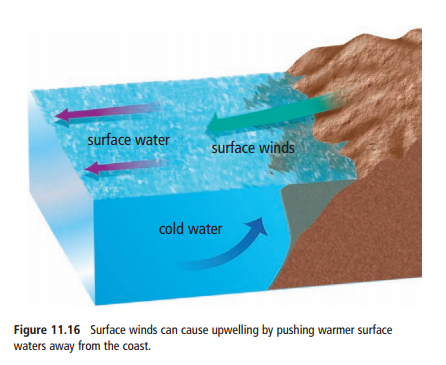 surface water
surface winds
cold water
Figure 11.16 Surface winds can cause upwelling by pushing warmer surface
waters away from the coast.